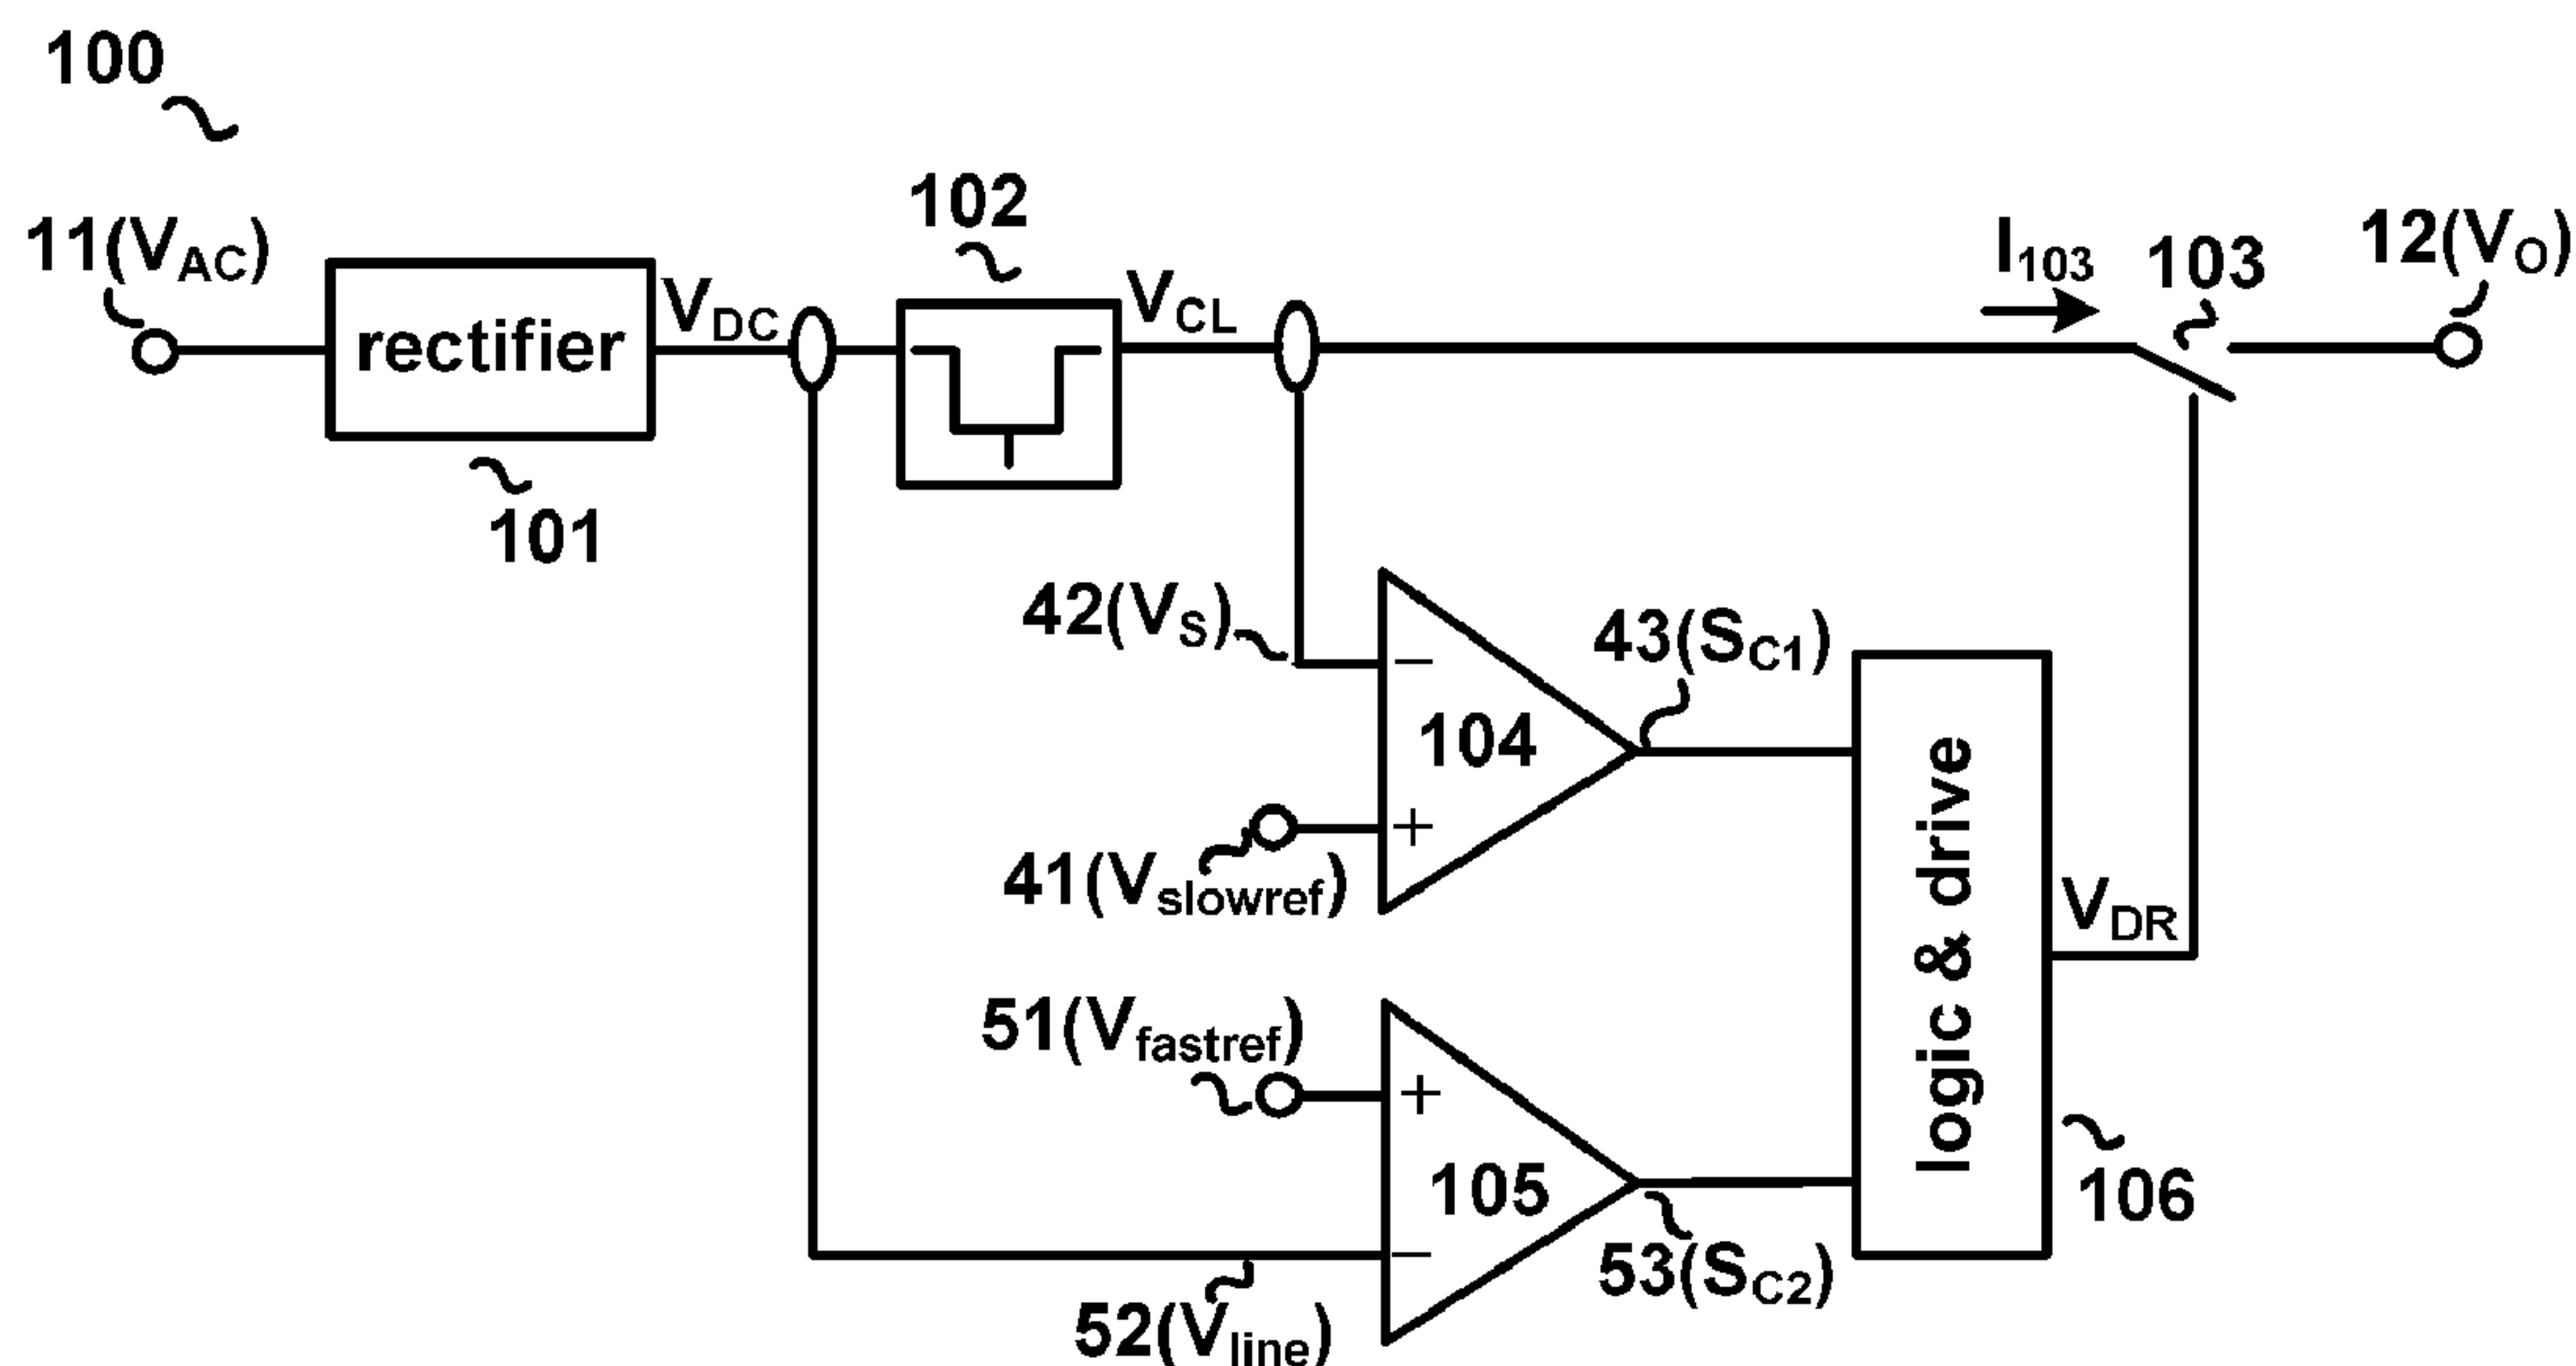 100
11(V_AC)
rectifier
101
V_DC
102
V_CL
I_103
103
12(V_O)
42(V_S)
−
104
+
41(V_slowref)
43(S_C1)
51(V_fastref)
+
105
−
52(V_line)
53(S_C2)
logic & drive
V_DR
106